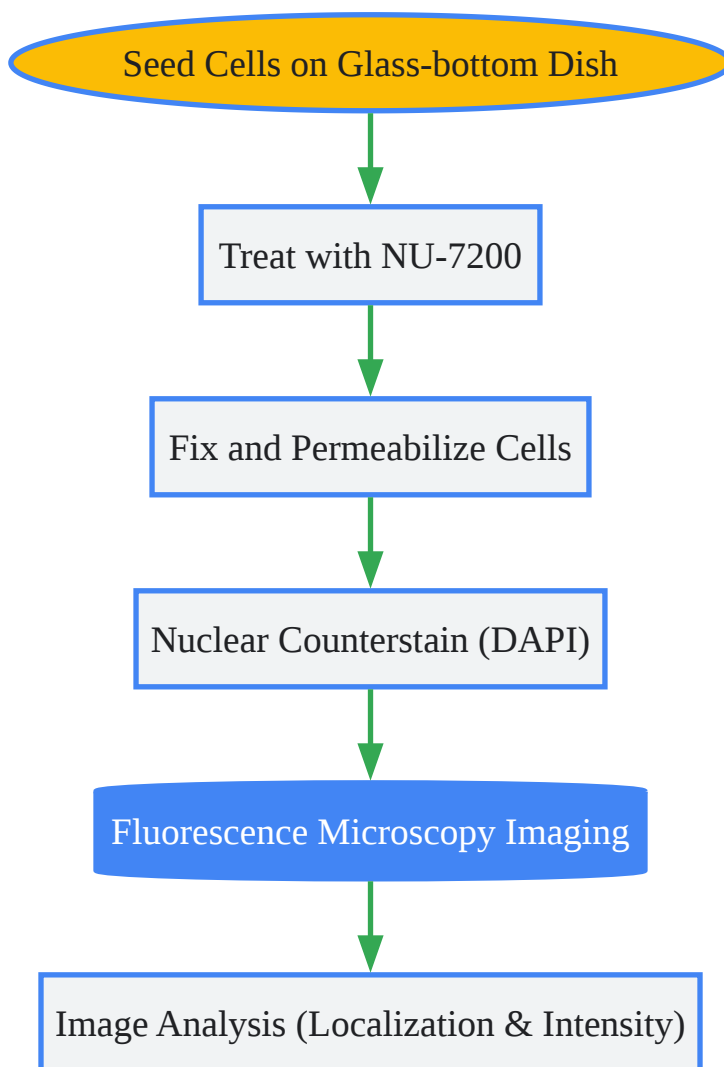 Seed Cells on Glass-bottom Dish
Treat with NU-7200
Fix and Permeabilize Cells
Nuclear Counterstain (DAPI)
Fluorescence Microscopy Imaging
Image Analysis (Localization & Intensity)